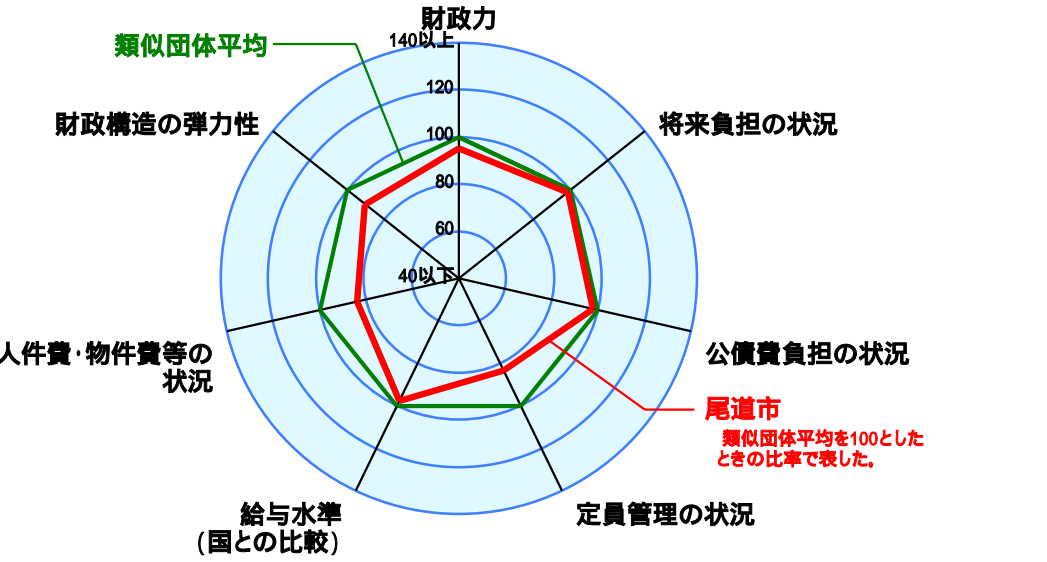 財政力
140以上
類似団体平均
120
財政構造の弾力性
将来負担の状況
100
80
60
40以下
人件費・物件費等の
状況
公債費負担の状況
尾道市
類似団体平均を100とした
ときの比率で表した。
給与水準
(国との比較)
定員管理の状況